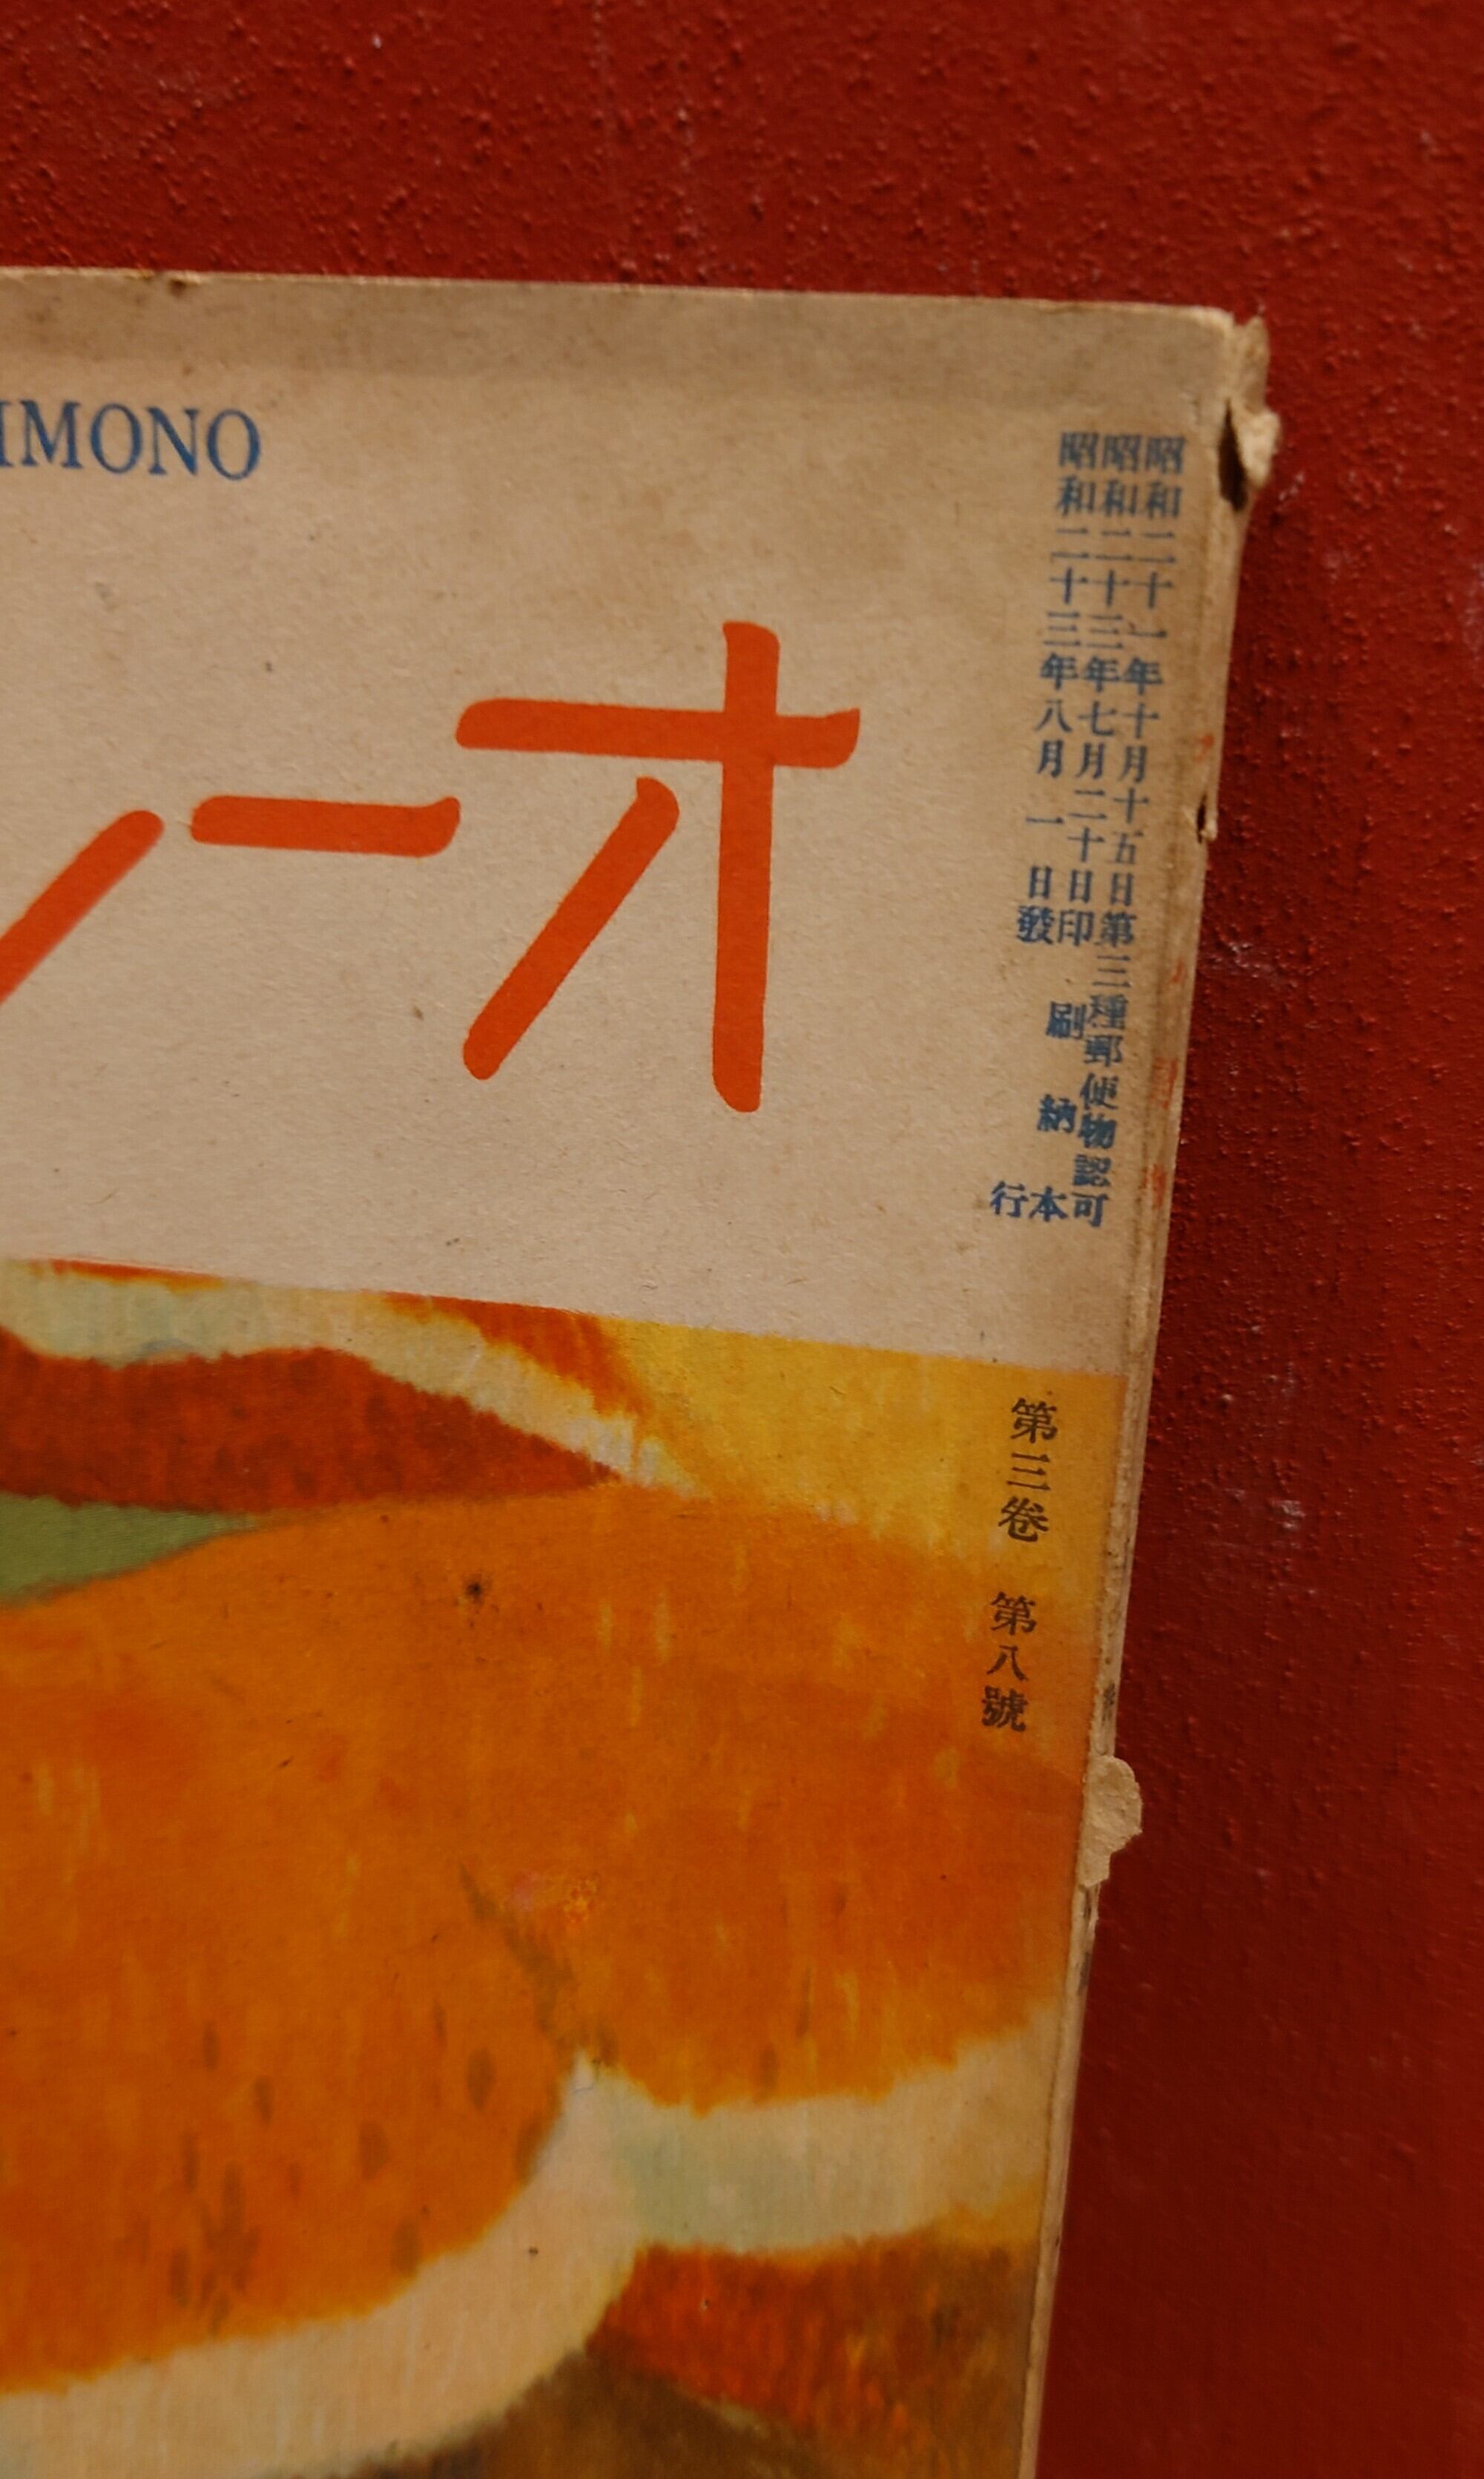 IMONO
オー
昭和二十一年十月十五日第三種郵便物認可
昭和二十三年七月二十日印刷納本
昭和二十三年八月一日發行
第三卷 第八號